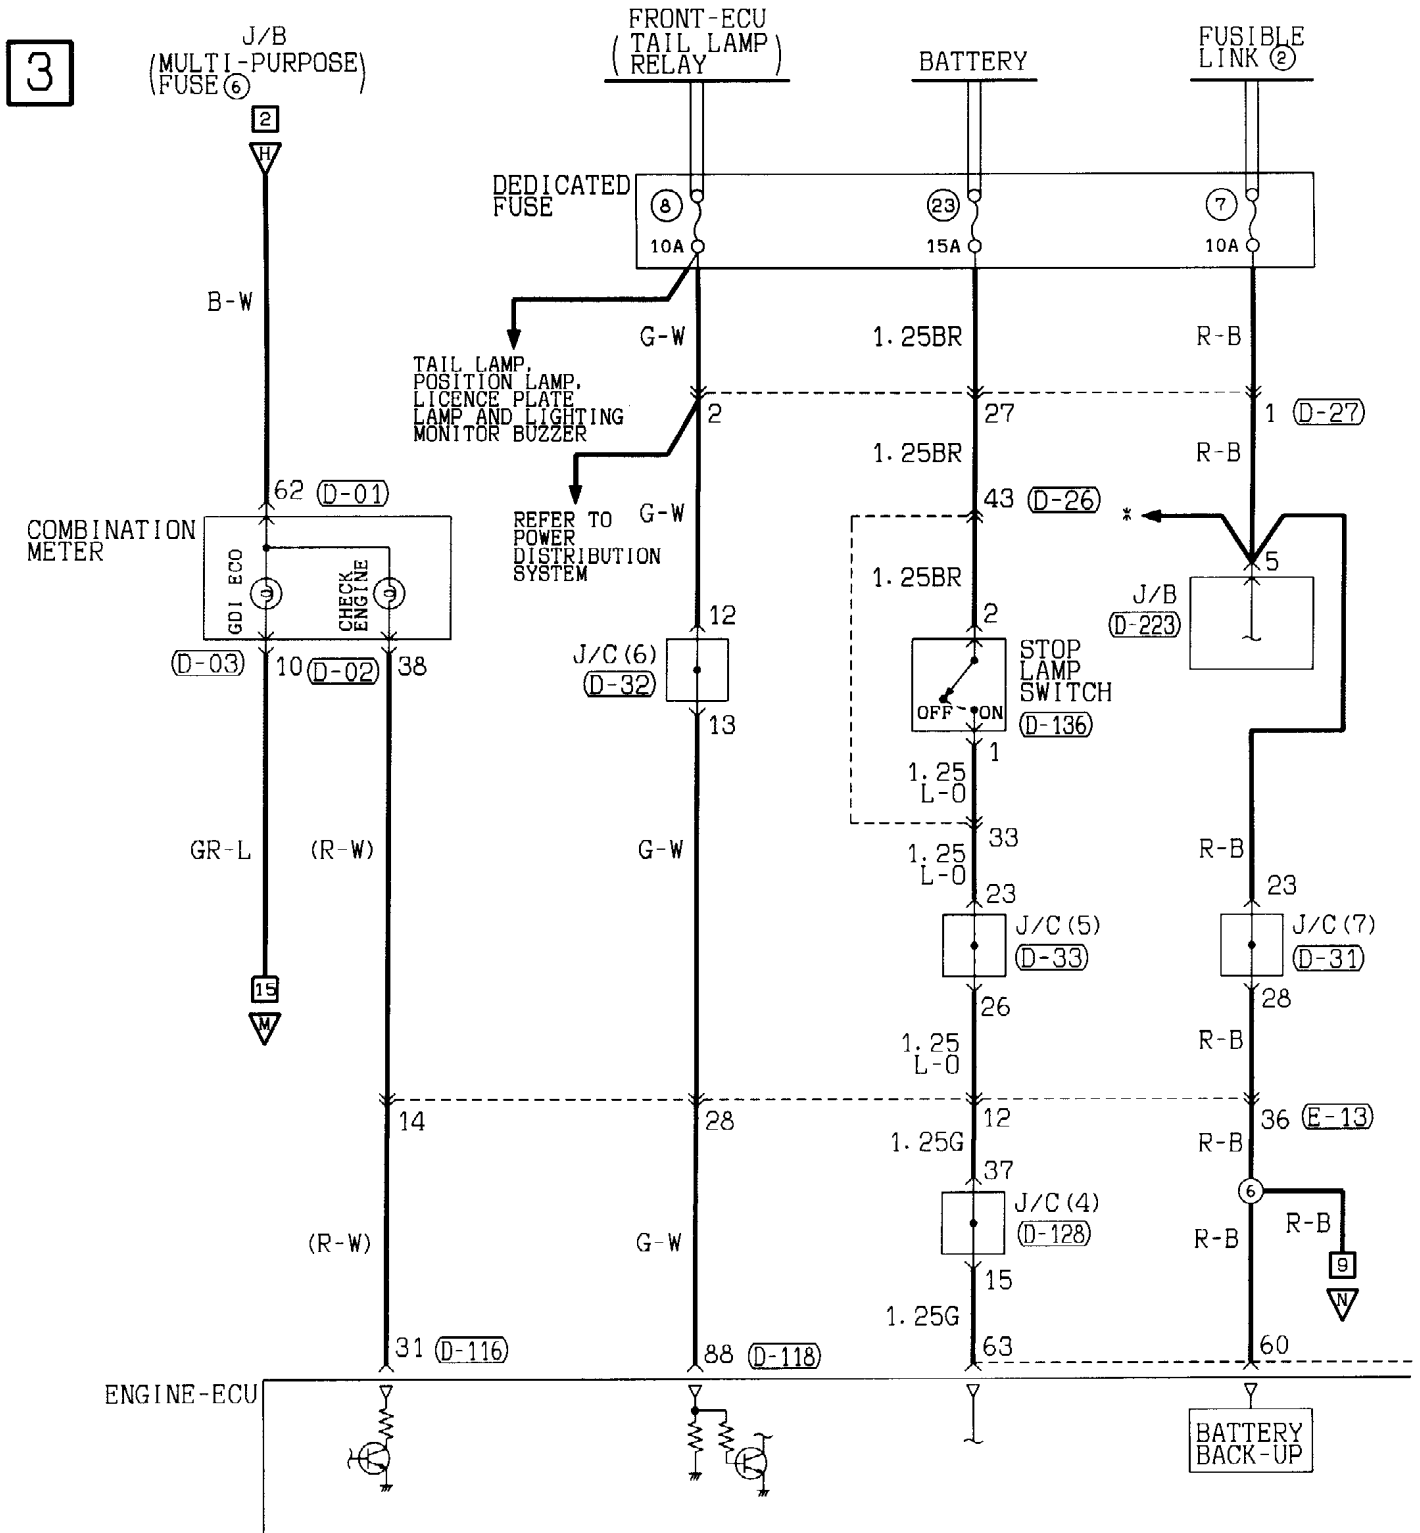 3
J/B
(MULTI-PURPOSE)
FUSE ⑥
2
H
FRONT-ECU
(TAIL LAMP)
RELAY
BATTERY
FUSIBLE
LINK ②
DEDICATED
FUSE
8
10A
23
15A
7
10A
B-W
G-W
1.25BR
R-B
TAIL LAMP,
POSITION LAMP,
LICENCE PLATE
LAMP AND LIGHTING
MONITOR BUZZER
2
27
1 D-27
1.25BR
R-B
62 D-01
43 D-26
*
G-W
REFER TO
POWER
DISTRIBUTION
SYSTEM
COMBINATION
METER
GDI ECO
CHECK
ENGINE
1.25BR
5
J/B
D-223
12
2
J/C(6)
D-32
STOP
LAMP
SWITCH
D-136
OFF ON
D-03 10 D-02 38
13
1
1.25
L-O
33
GR-L
(R-W)
G-W
1.25
L-O
R-B
23
23
J/C(5)
D-33
J/C(7)
D-31
15
M
26
28
1.25
L-O
R-B
14
28
12
36 E-13
1.25G
R-B
37
6
J/C(4)
D-128
R-B
R-B
(R-W)
G-W
9
N
15
1.25G
31 D-116
88 D-118
63
60
ENGINE-ECU
BATTERY
BACK-UP